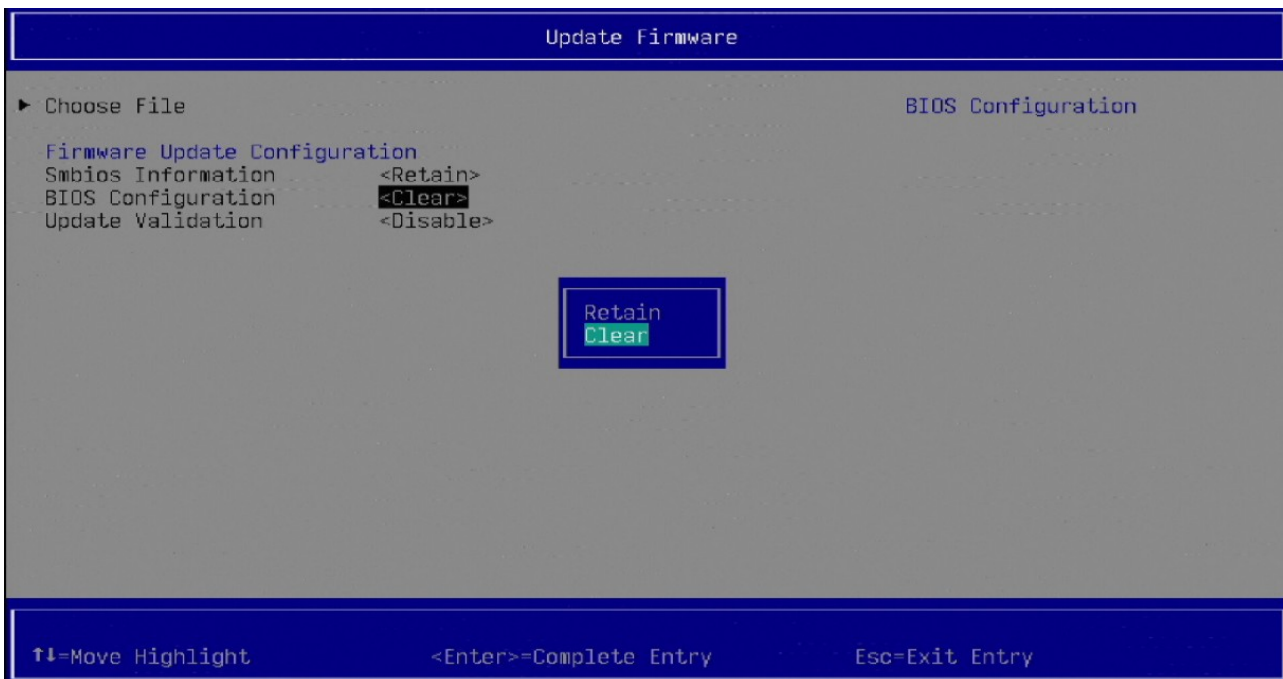 Update Firmware
▶ Choose File
BIOS Configuration
Firmware Update Configuration
Smbios Information <Retain>
BIOS Configuration <Clear>
Update Validation <Disable>
Retain
Clear
↑↓=Move Highlight <Enter>=Complete Entry Esc=Exit Entry